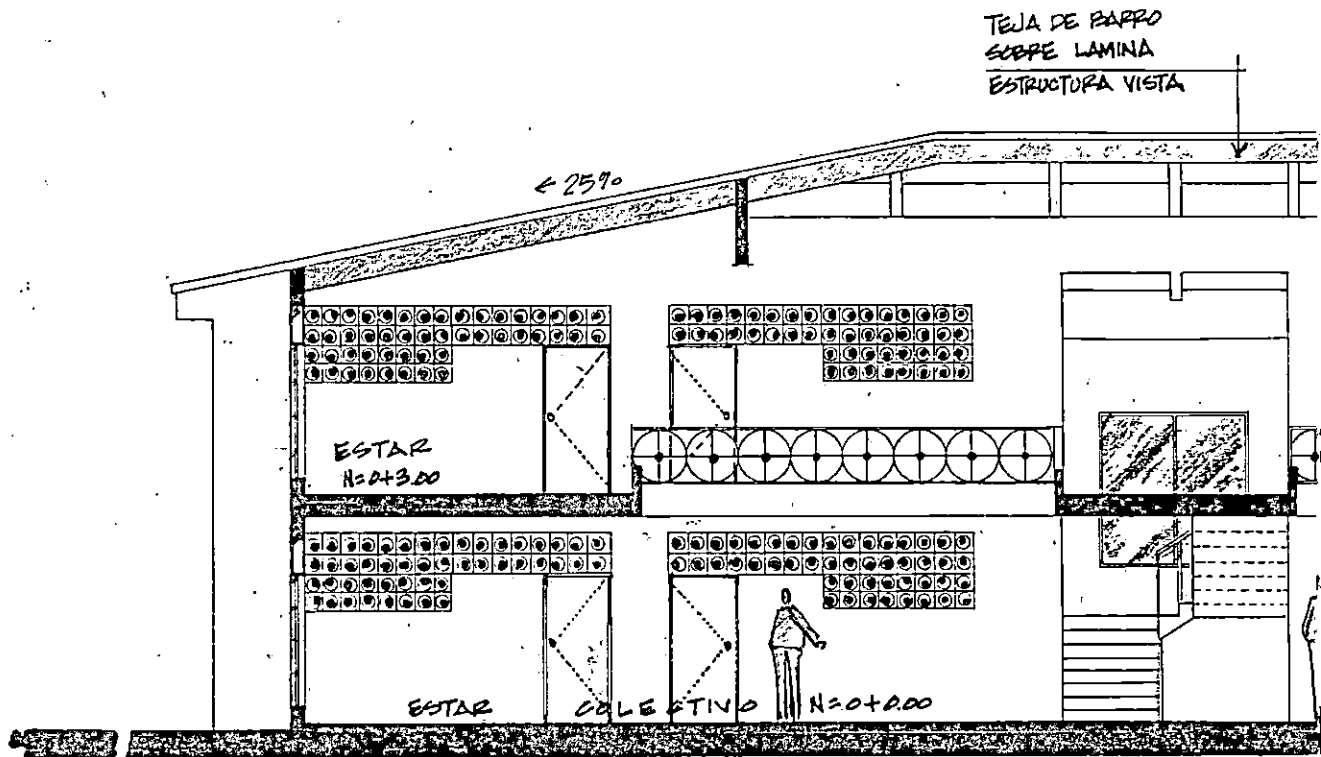 TEJA DE BARRO
SOBRE LAMINA
ESTRUCTURA VISTA
← 25%
ESTAR
N=0+3.00
ESTAR COLECTIVO N=0+0.00